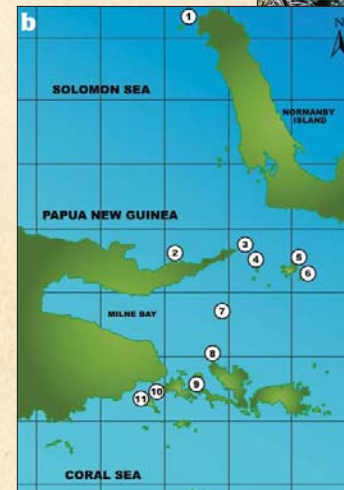 b
1
N
SOLOMON SEA
NORMANBY
ISLAND
PAPUA NEW GUINEA
2
3
4
5
6
MILNE BAY
7
8
9
10
11
CORAL SEA